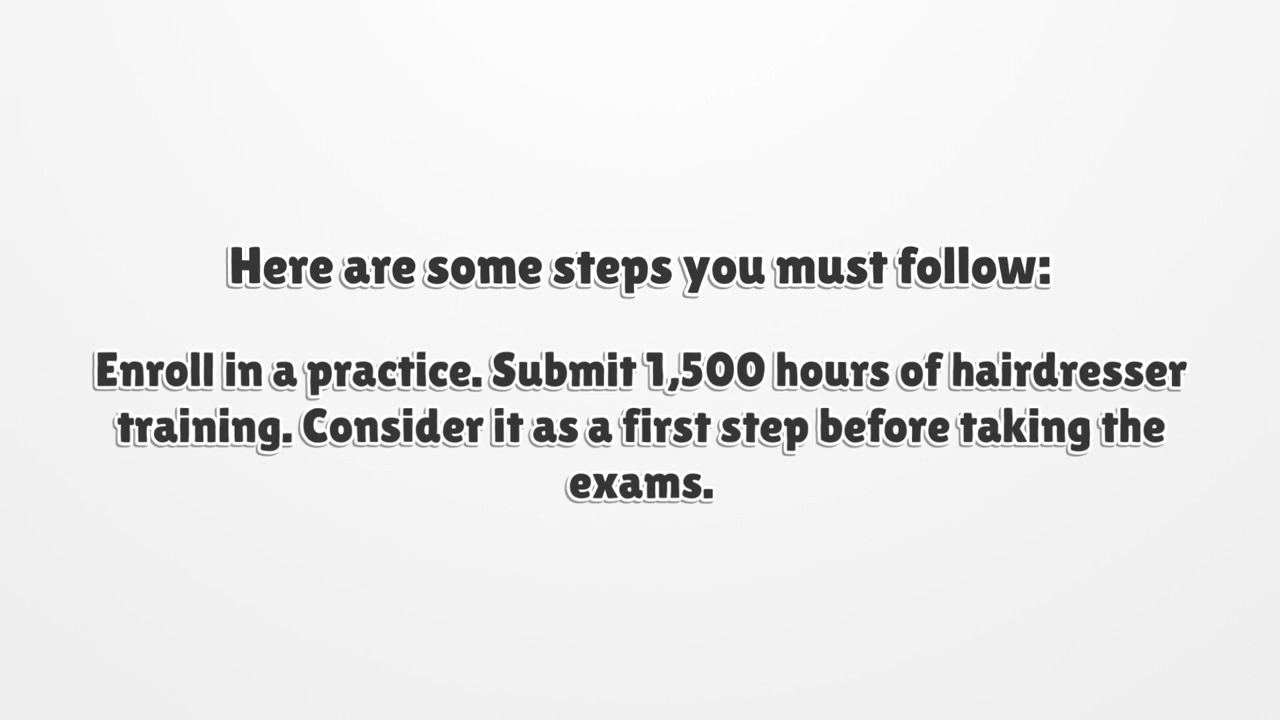 Here are some steps you must follow:
Enroll in a practice. Submit 1,500 hours of hairdresser
training. Consider it as a first step before taking the
exams.